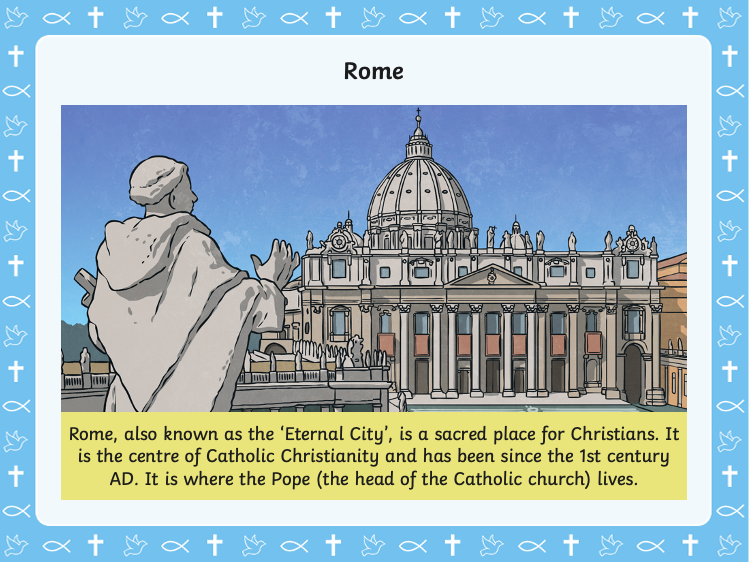 Rome
Rome, also known as the ‘Eternal City’, is a sacred place for Christians. It
is the centre of Catholic Christianity and has been since the 1st century
AD. It is where the Pope (the head of the Catholic church) lives.